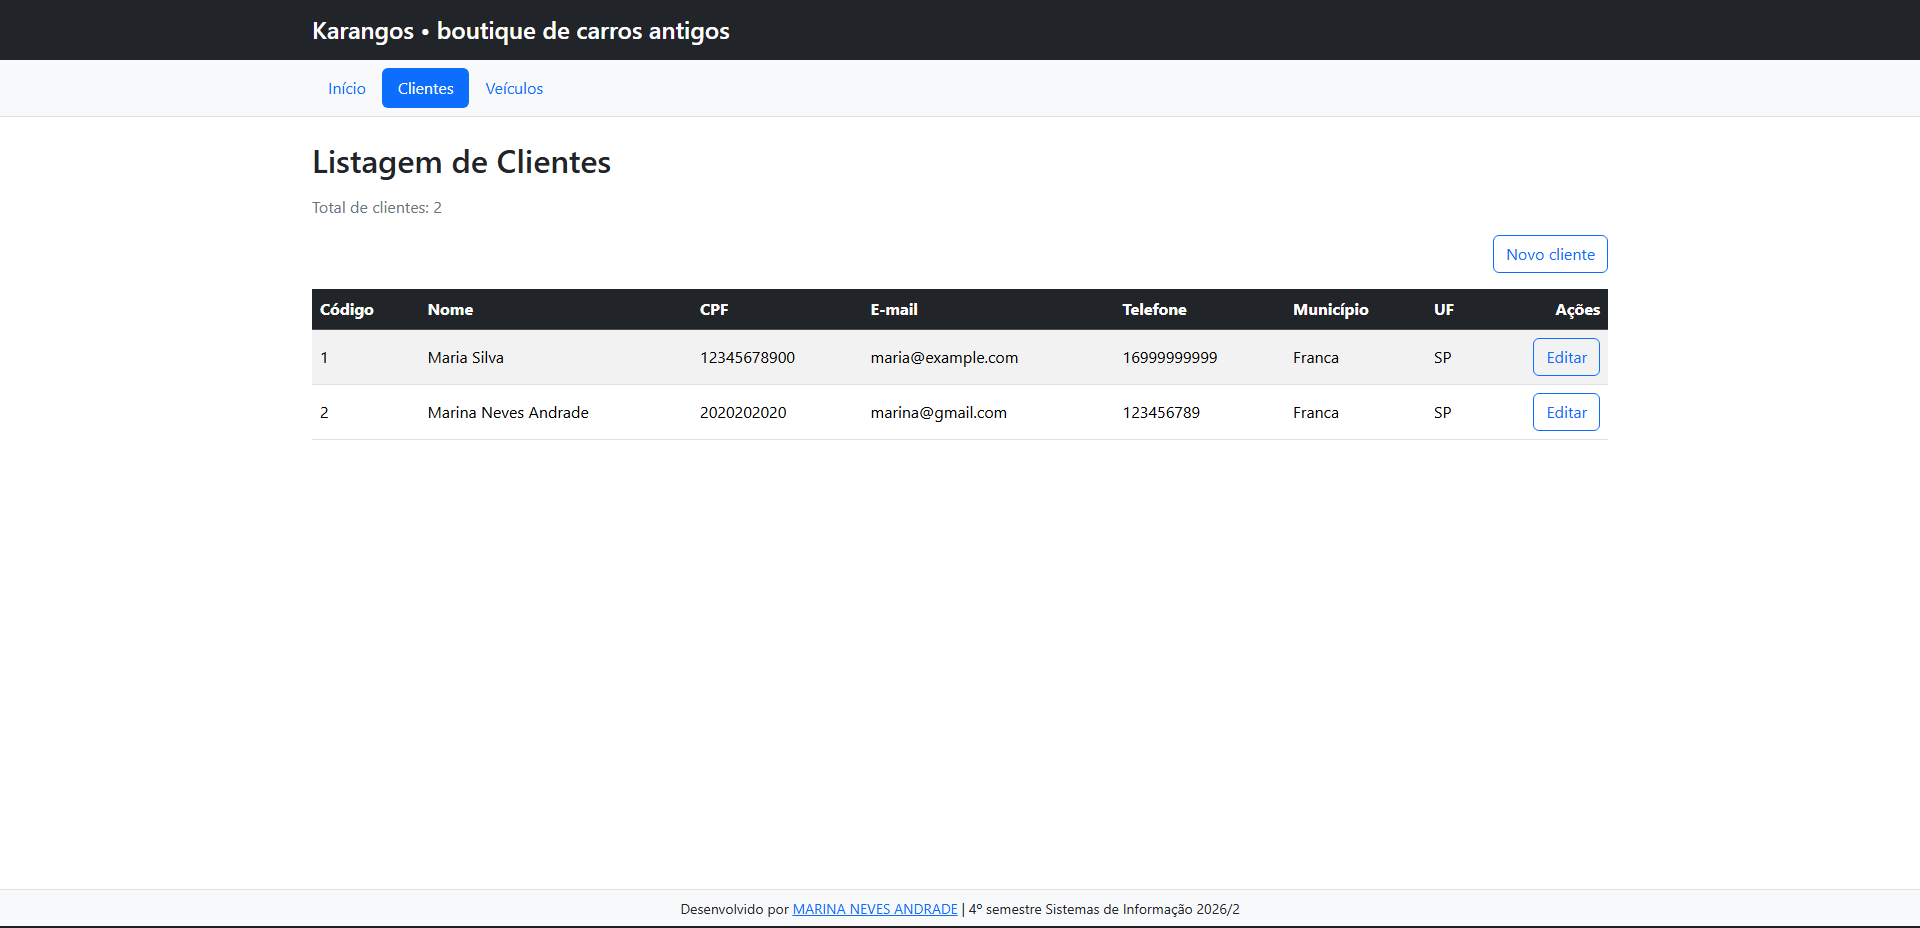 Karangos • boutique de carros antigos
Início Clientes Veículos
Listagem de Clientes
Total de clientes: 2
Novo cliente
Código Nome CPF E-mail Telefone Município UF Ações
1 Maria Silva 12345678900 maria@example.com 16999999999 Franca SP Editar
2 Marina Neves Andrade 2020202020 marina@gmail.com 123456789 Franca SP Editar
Desenvolvido por MARINA NEVES ANDRADE | 4º semestre Sistemas de Informação 2026/2